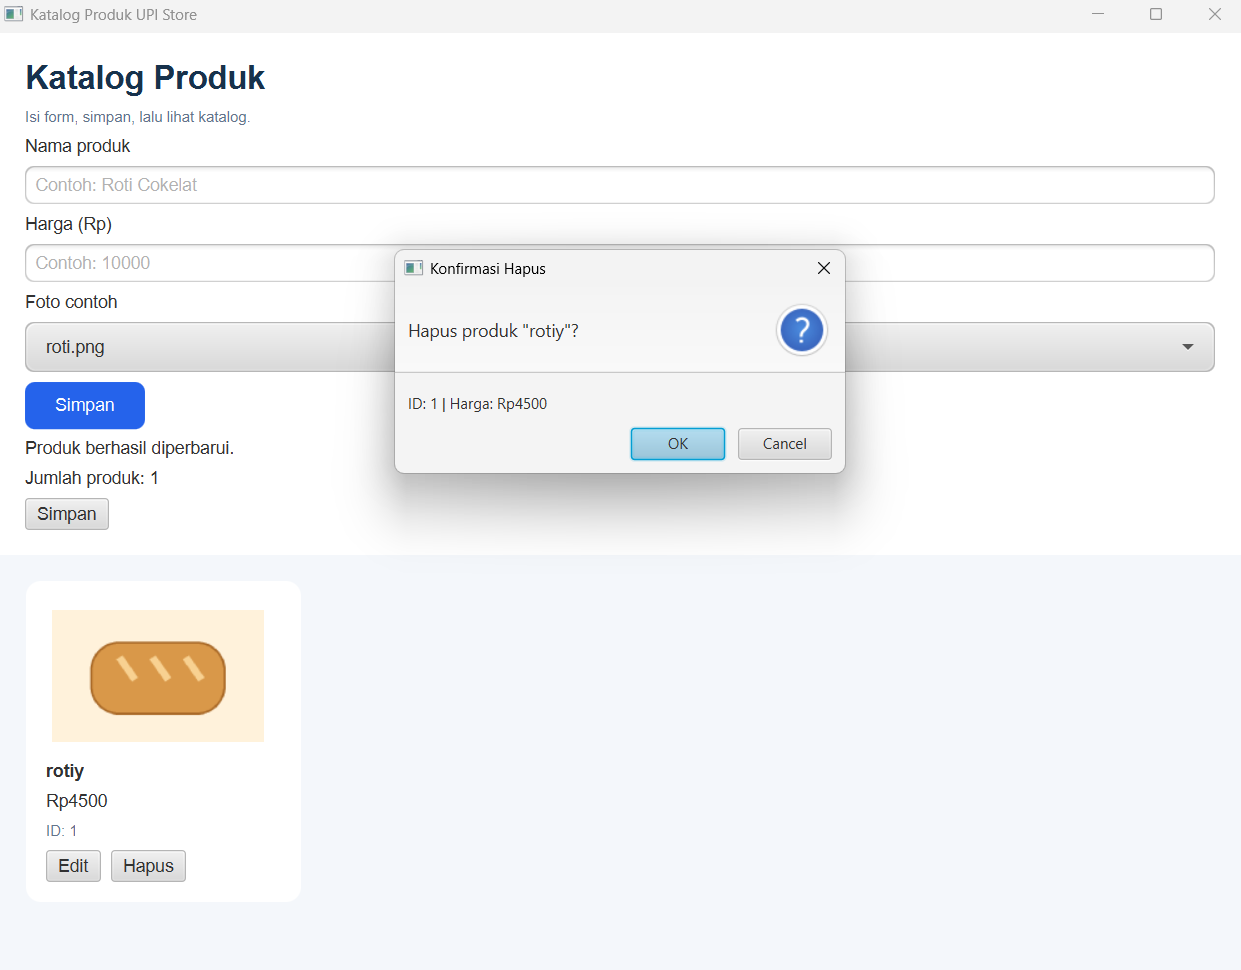 Katalog Produk UPI Store
Katalog Produk
Isi form, simpan, lalu lihat katalog.
Nama produk
Contoh: Roti Cokelat
Harga (Rp)
Contoh: 10000
Foto contoh
roti.png
Simpan
Produk berhasil diperbarui.
Jumlah produk: 1
Simpan
Konfirmasi Hapus
Hapus produk "rotiy"?
?
ID: 1 | Harga: Rp4500
OK Cancel
rotiy
Rp4500
ID: 1
Edit Hapus